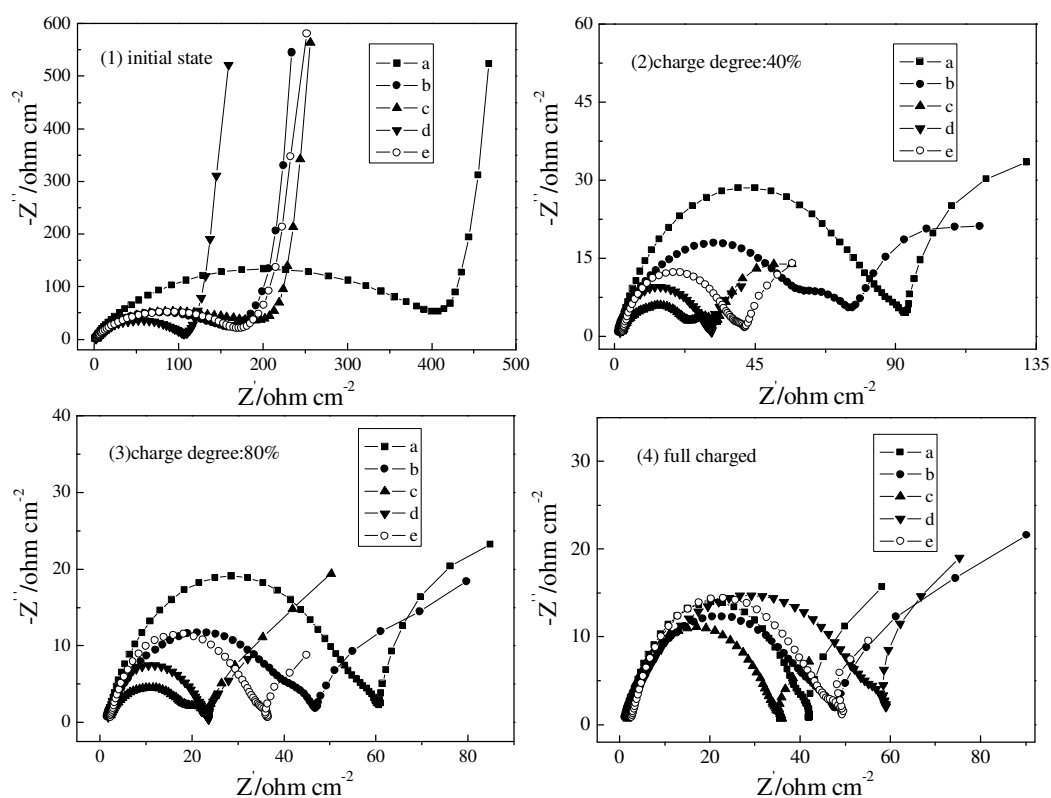 600
500
400
300
200
100
0
-Z''/ohm cm-2
(1) initial state
a
b
c
d
e
0 100 200 300 400 500
Z'/ohm cm-2
60
45
30
15
0
-Z''/ohm cm-2
(2)charge degree:40%
a
b
c
d
e
0 45 90 135
Z'/ohm cm-2
40
30
20
10
0
-Z''/ohm cm-2
(3)charge degree:80%
a
b
c
d
e
0 20 40 60 80
Z'/ohm cm-2
30
20
10
0
-Z''/ohm cm-2
(4) full charged
a
b
c
d
e
0 20 40 60 80
Z'/ohm cm-2